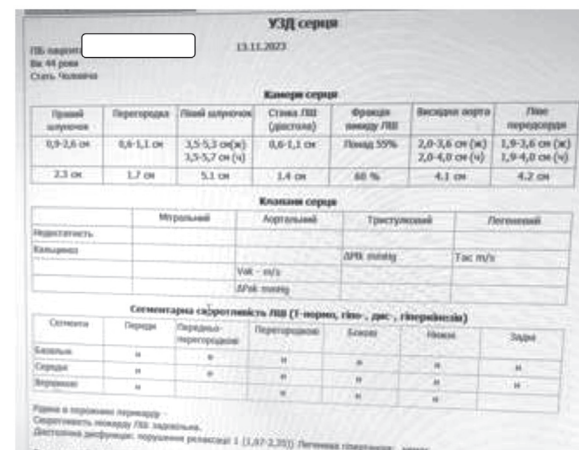 УЗД серця
ПІБ пацієнта 13.11.2023
Вік 44 роки
Стать Чоловіча
Камери серця
Правий шлуночок Перегородка Лівий шлуночок Стінка ЛШ (діастола) Фракція викиду ЛШ Висхідна аорта Ліве передсердя
0,9-2,6 см 0,6-1,1 см 3,5-5,3 см(ж) 0,6-1,1 см Понад 55% 2,0-3,6 см (ж) 1,9-3,6 см (ж)
3,5-5,7 см (ч) 2,0-4,0 см (ч) 1,9-4,0 см (ч)
2.3 см 1.7 см 5.1 см 1.4 см 60 % 4.1 см 4.2 см
Клапани серця
Мітральний Аортальний Тристулковий Легеневий
Недостатність
Кальциноз ΔPtk mmHg Tac m/s
Vak - m/s
ΔPak mmHg
Сегментарна скоротливість ЛШ (Т-нормо, гіпо-, дис-, гіперкінезія)
Сегменти Передні Передньо-перегородкові Перегородкові Бокові Нижні Задні
Базальні н н н н н н
Середні н н н н н н
Верхівкові н н н н
Рідина в порожнині перикарду -
Скоротливість міокарду ЛШ задовільна.
Діастолічна дисфункція: порушення релаксації 1 Легенева гіпертензія: